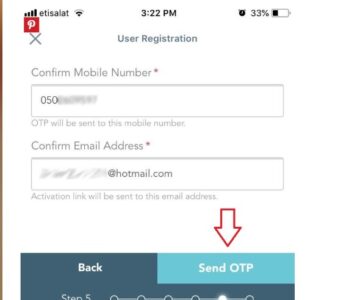 etisalat 3:22 PM 33%
User Registration
Confirm Mobile Number *
050
OTP will be sent to this mobile number.
Confirm Email Address *
@hotmail.com
Activation link will be sent to this email address.
Back Send OTP
Step 5